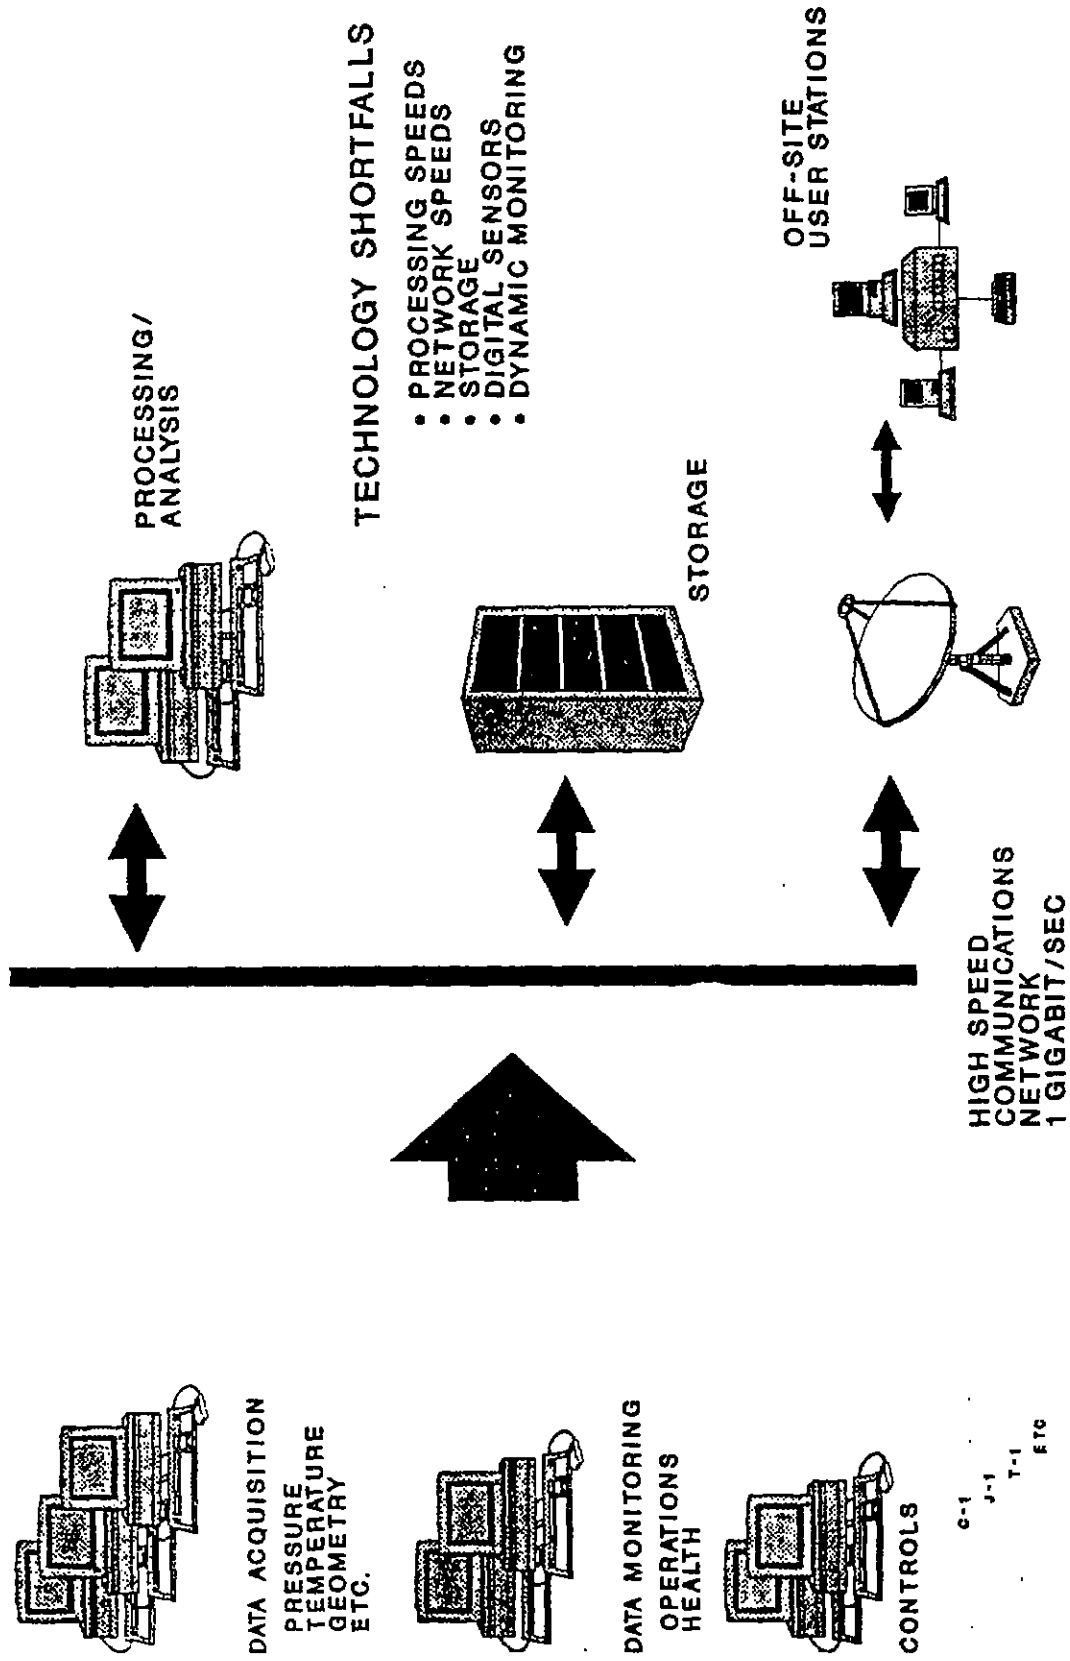 DATA ACQUISITION
PRESSURE
TEMPERATURE
GEOMETRY
ETC.
DATA MONITORING
OPERATIONS
HEALTH
CONTROLS
C-1
J-1
T-1
ETC
HIGH SPEED
COMMUNICATIONS
NETWORK
1 GIGABIT/SEC
PROCESSING/
ANALYSIS
TECHNOLOGY SHORTFALLS
• PROCESSING SPEEDS
• NETWORK SPEEDS
• STORAGE
• DIGITAL SENSORS
• DYNAMIC MONITORING
STORAGE
OFF-SITE
USER STATIONS